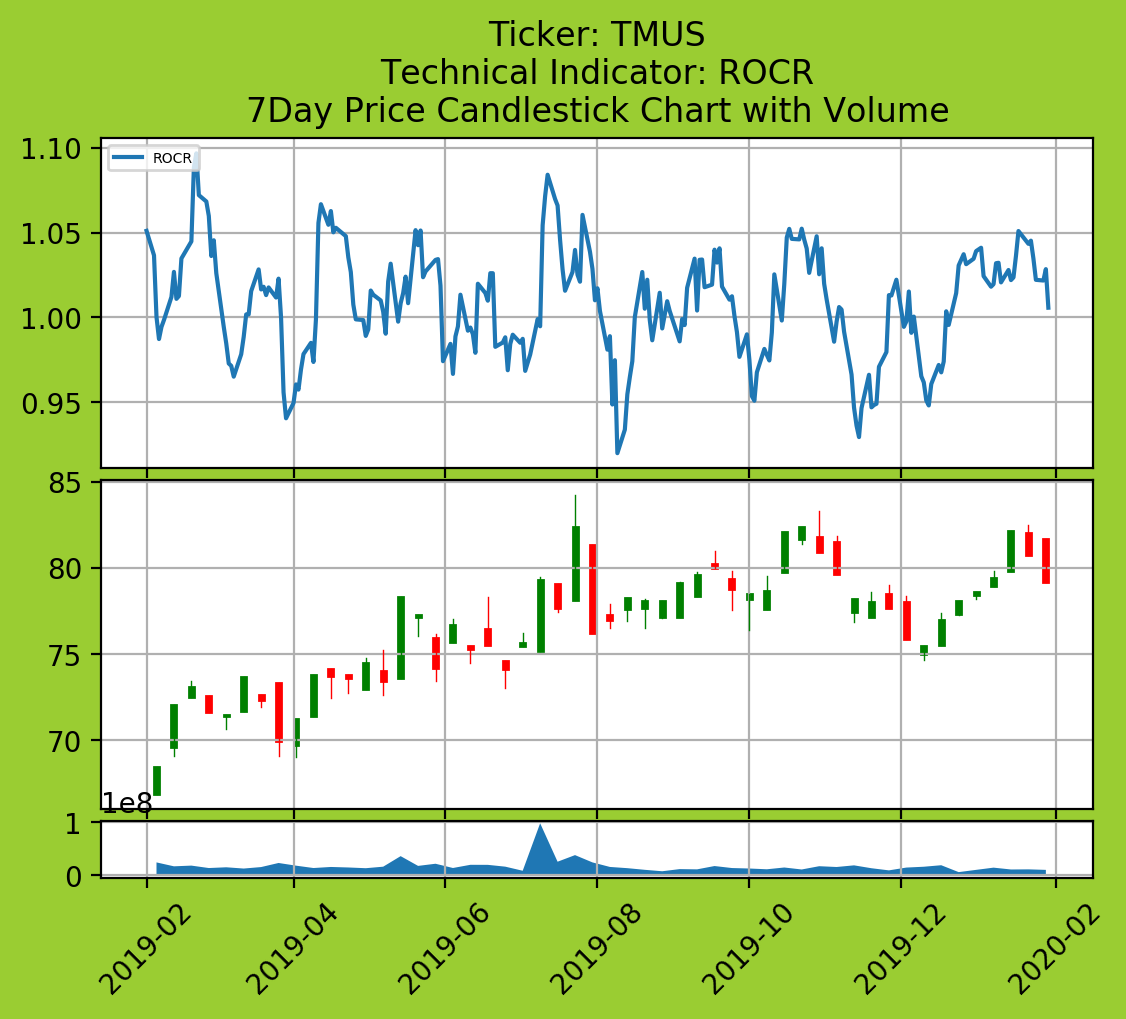 Ticker: TMUS
Technical Indicator: ROCR
7Day Price Candlestick Chart with Volume
1.10
ROCR
1.05
1.00
0.95
85
80
75
70
1e8
1
0
2019-02 2019-04 2019-06 2019-08 2019-10 2019-12 2020-02